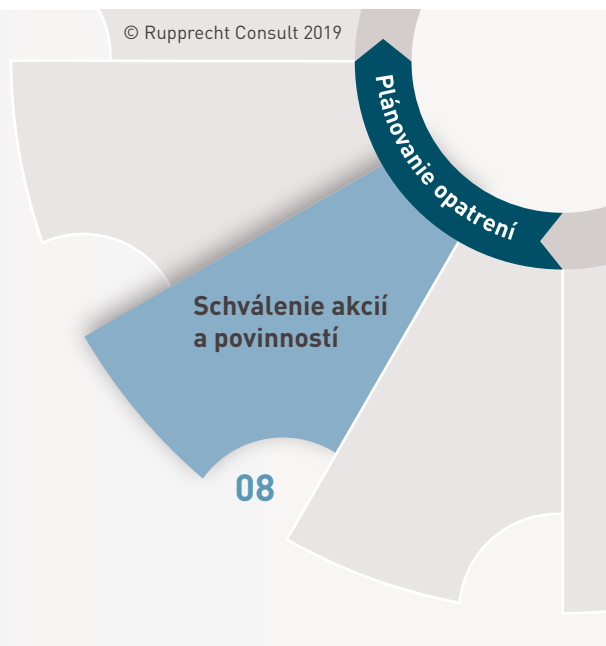 © Rupprecht Consult 2019
Plánovanie opatrení
Schválenie akcií
a povinností
08